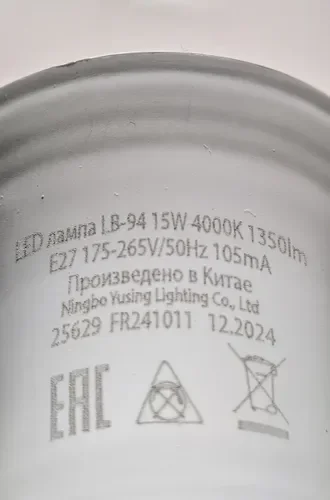 LED лампа LB-94 15W 4000K 1350lm
E27 175-265V/50Hz 105mA
Произведено в Китае
Ningbo Yusing Lighting Co., Ltd
25629 FR241011 12.2024
EAC